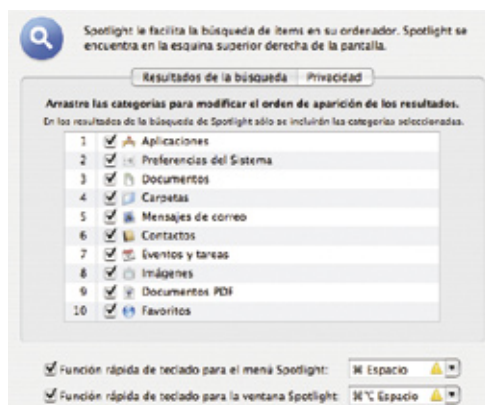 Spotlight le facilita la búsqueda de ítems en su ordenador. Spotlight se
encuentra en la esquina superior derecha de la pantalla.
Resultados de la búsqueda Privacidad
Arrastre las categorías para modificar el orden de aparición de los resultados.
En los resultados de la búsqueda de Spotlight sólo se incluirán las categorías seleccionadas.
1 Aplicaciones
2 Preferencias del Sistema
3 Documentos
4 Carpetas
5 Mensajes de correo
6 Contactos
7 Eventos y tareas
8 Imágenes
9 Documentos PDF
10 Favoritos
Función rápida de teclado para el menú Spotlight: ⌘ Espacio
Función rápida de teclado para la ventana Spotlight: ⌘⌥ Espacio